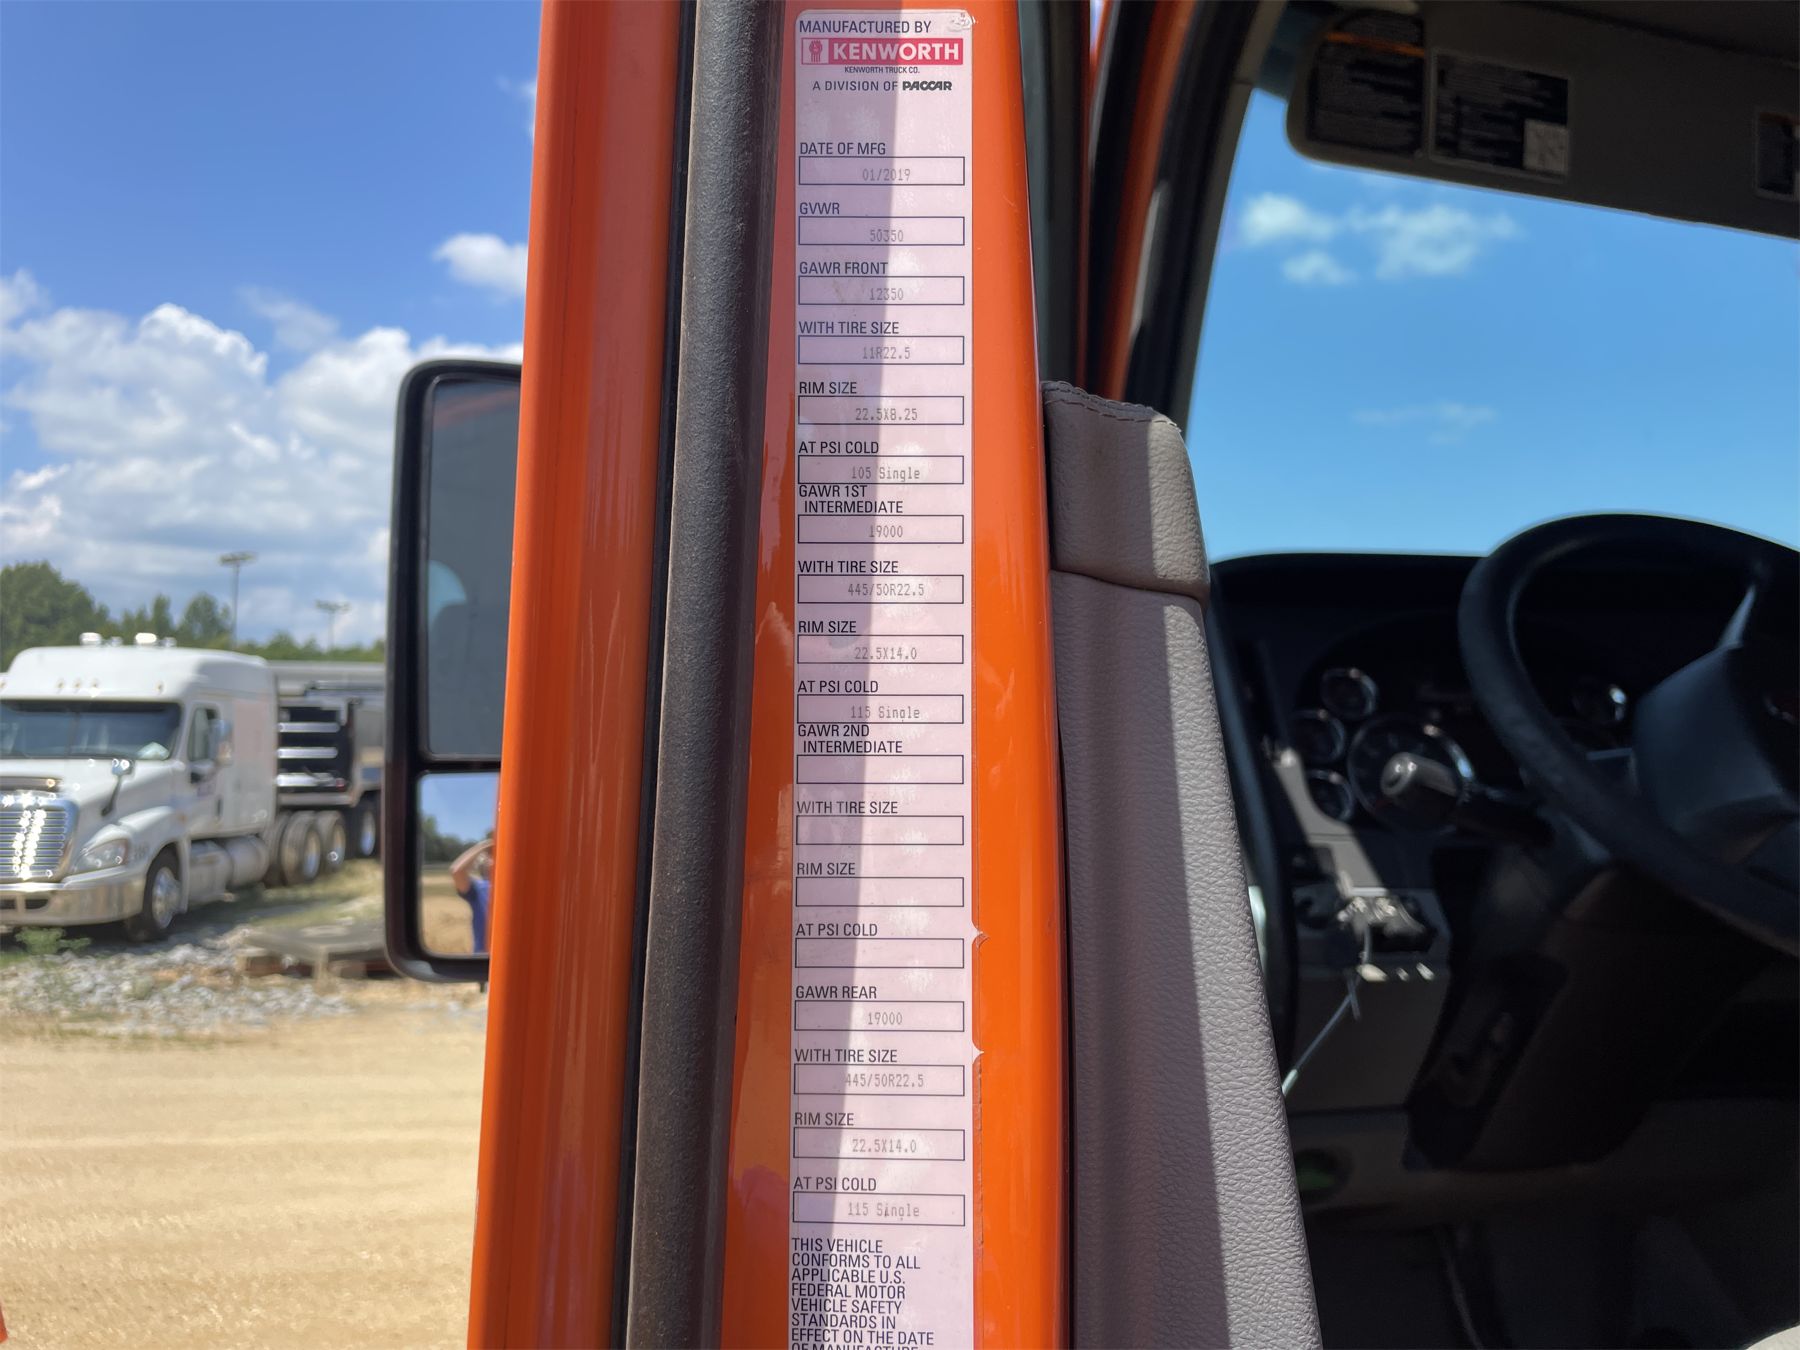 MANUFACTURED BY
KENWORTH
KENWORTH TRUCK CO.
A DIVISION OF PACCAR
DATE OF MFG
01/2019
GVWR
50350
GAWR FRONT
12350
WITH TIRE SIZE
11R22.5
RIM SIZE
22.5X8.25
AT PSI COLD
105 Single
GAWR 1ST
INTERMEDIATE
19000
WITH TIRE SIZE
445/50R22.5
RIM SIZE
22.5X14.0
AT PSI COLD
115 Single
GAWR 2ND
INTERMEDIATE
WITH TIRE SIZE
RIM SIZE
AT PSI COLD
GAWR REAR
19000
WITH TIRE SIZE
445/50R22.5
RIM SIZE
22.5X14.0
AT PSI COLD
115 Single
THIS VEHICLE
CONFORMS TO ALL
APPLICABLE U.S.
FEDERAL MOTOR
VEHICLE SAFETY
STANDARDS IN
EFFECT ON THE DATE
OF MANUFACTURE